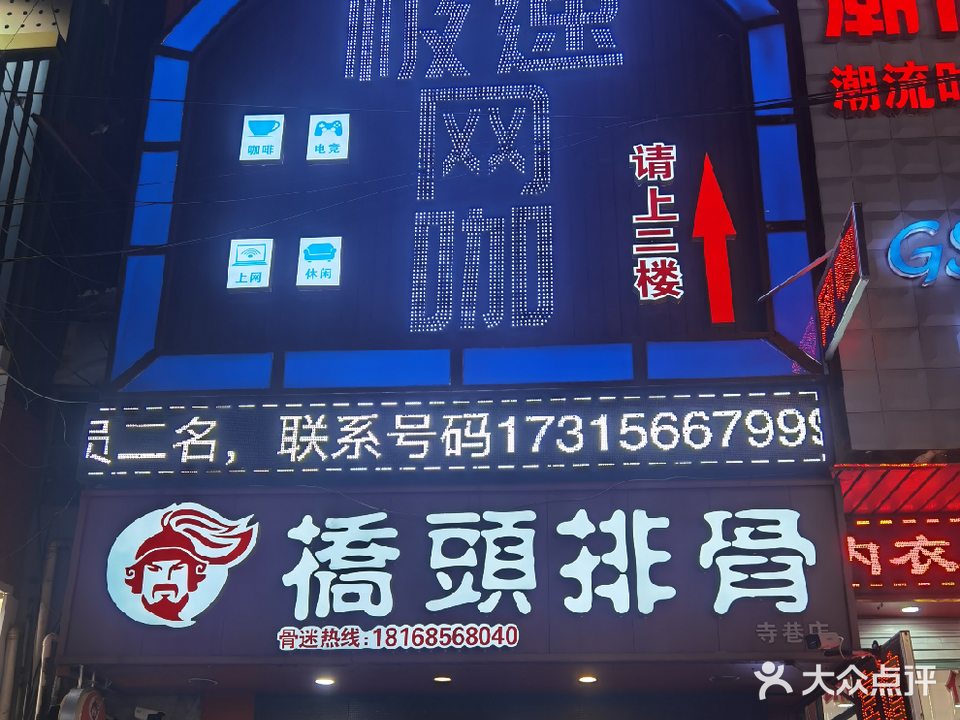 极速
网
咖
咖啡
电竞
上网
休闲
请上二楼
潮流
GS
员二名，联系号码17315667999
橋頭排骨
骨迷热线:18168568040
寺巷店
内衣
大众点评